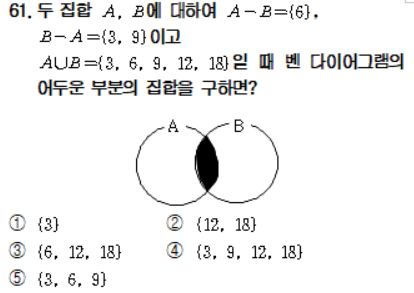 61. 두 집합 A, B에 대하여 A-B={6},
B-A={3, 9}이고
A∪B={3, 6, 9, 12, 18}일 때 벤 다이어그램의
어두운 부분의 집합을 구하면?
A B
① {3} ② {12, 18}
③ {6, 12, 18} ④ {3, 9, 12, 18}
⑤ {3, 6, 9}